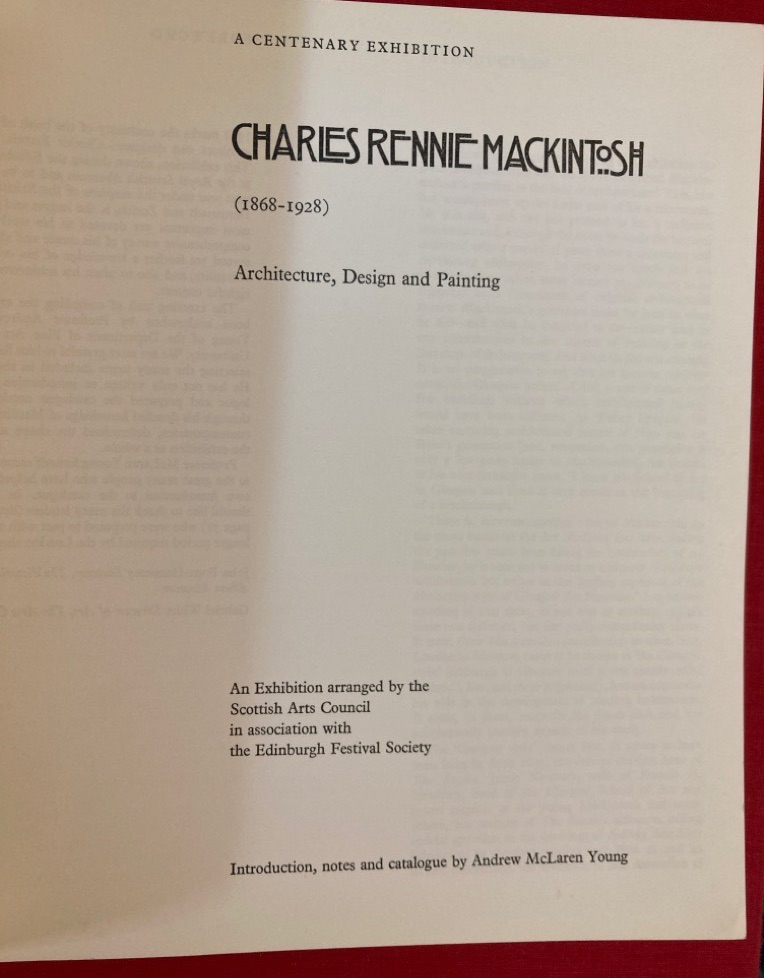 A CENTENARY EXHIBITION
CHARLES RENNIE MACKINTOSH
(1868-1928)
Architecture, Design and Painting
An Exhibition arranged by the
Scottish Arts Council
in association with
the Edinburgh Festival Society
Introduction, notes and catalogue by Andrew McLaren Young